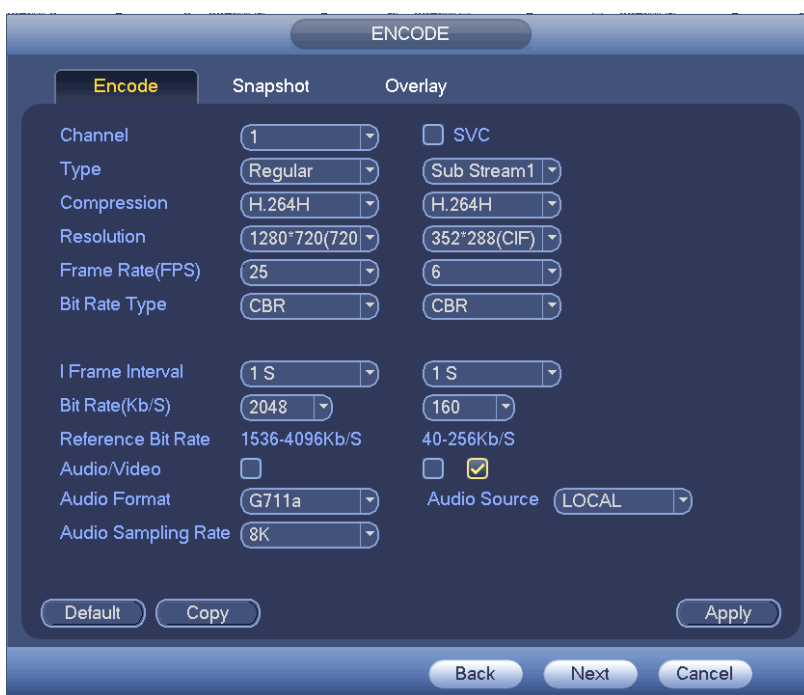 ENCODE
Encode Snapshot Overlay
Channel 1 SVC
Type Regular Sub Stream1
Compression H.264H H.264H
Resolution 1280*720(720 352*288(CIF)
Frame Rate(FPS) 25 6
Bit Rate Type CBR CBR
I Frame Interval 1 S 1 S
Bit Rate(Kb/S) 2048 160
Reference Bit Rate 1536-4096Kb/S 40-256Kb/S
Audio/Video
Audio Format G711a Audio Source LOCAL
Audio Sampling Rate 8K
Default Copy Apply
Back Next Cancel